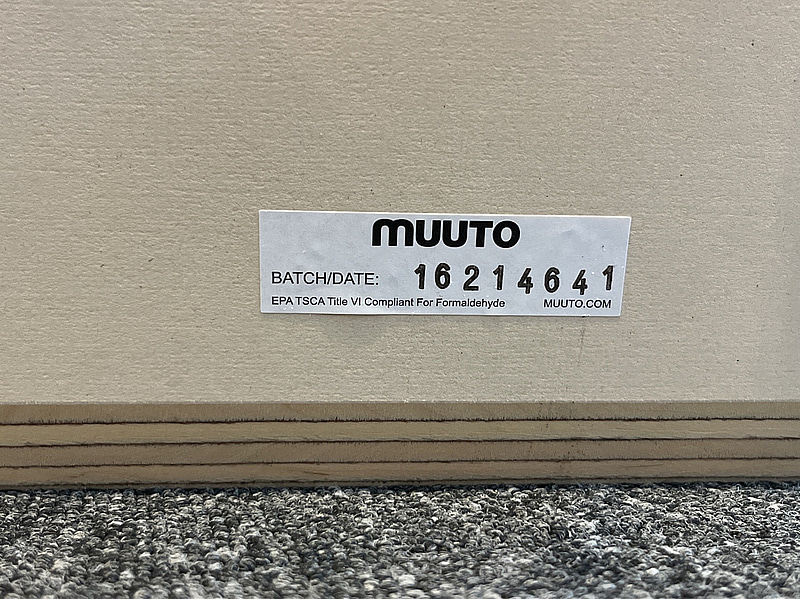 MUUTO
BATCH/DATE: 16214641
EPA TSCA Title VI Compliant For Formaldehyde MUUTO.COM